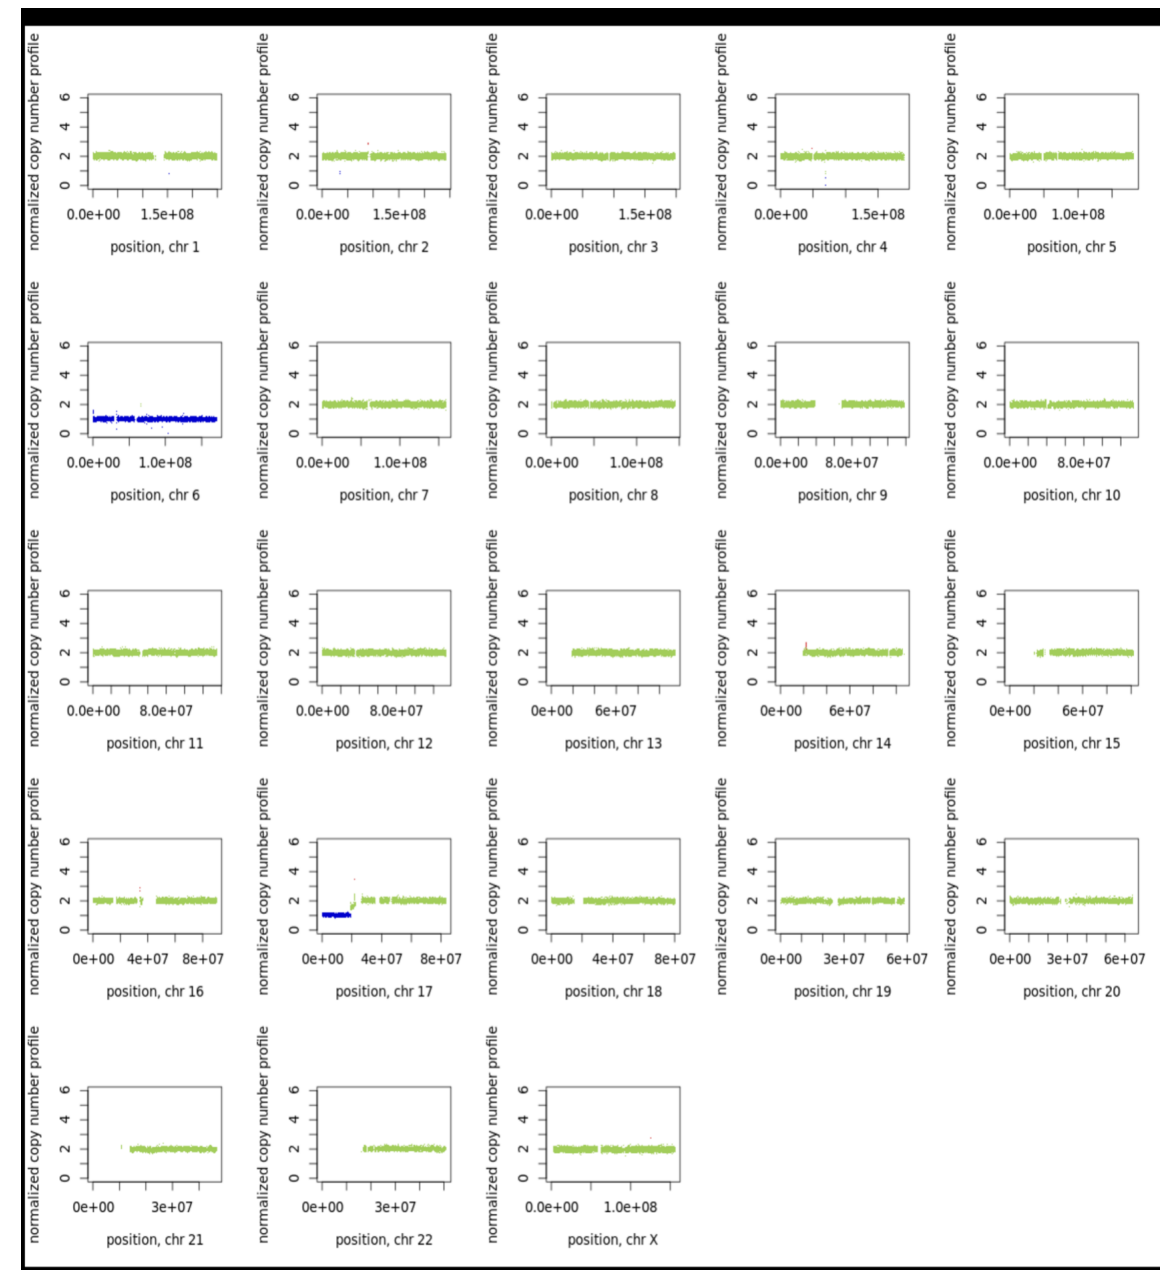 normalized copy number profile normalized copy number profile normalized copy number profile normalized copy number profile normalized copy number profile
6 6 6 6 6
4 4 4 4 4
2 2 2 2 2
0 0 0 0 0
0.0e+00 1.5e+08 0.0e+00 1.5e+08 0.0e+00 1.5e+08 0.0e+00 1.5e+08 0.0e+00 1.0e+08
position, chr 1 position, chr 2 position, chr 3 position, chr 4 position, chr 5
normalized copy number profile normalized copy number profile normalized copy number profile normalized copy number profile normalized copy number profile
6 6 6 6 6
4 4 4 4 4
2 2 2 2 2
0 0 0 0 0
0.0e+00 1.0e+08 0.0e+00 1.0e+08 0.0e+00 1.0e+08 0.0e+00 8.0e+07 0.0e+00 8.0e+07
position, chr 6 position, chr 7 position, chr 8 position, chr 9 position, chr 10
normalized copy number profile normalized copy number profile normalized copy number profile normalized copy number profile normalized copy number profile
6 6 6 6 6
4 4 4 4 4
2 2 2 2 2
0 0 0 0 0
0.0e+00 8.0e+07 0.0e+00 8.0e+07 0e+00 6e+07 0e+00 6e+07 0e+00 6e+07
position, chr 11 position, chr 12 position, chr 13 position, chr 14 position, chr 15
normalized copy number profile normalized copy number profile normalized copy number profile normalized copy number profile normalized copy number profile
6 6 6 6 6
4 4 4 4 4
2 2 2 2 2
0 0 0 0 0
0e+00 4e+07 8e+07 0e+00 4e+07 8e+07 0e+00 4e+07 8e+07 0e+00 3e+07 6e+07 0e+00 3e+07 6e+07
position, chr 16 position, chr 17 position, chr 18 position, chr 19 position, chr 20
normalized copy number profile normalized copy number profile normalized copy number profile
6 6 6
4 4 4
2 2 2
0 0 0
0e+00 3e+07 0e+00 3e+07 0.0e+00 1.0e+08
position, chr 21 position, chr 22 position, chr X